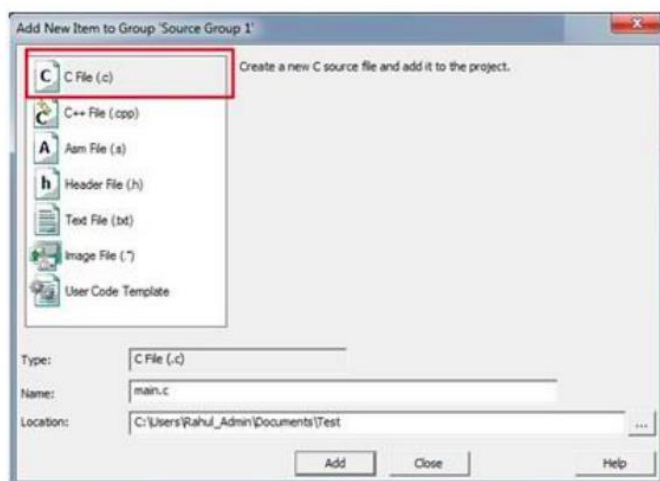 Add New Item to Group 'Source Group 1'
C File (.c)
Create a new C source file and add it to the project.
C++ File (.cpp)
Asm File (.s)
Header File (.h)
Text File (.txt)
Image File (.*)
User Code Template
Type:
C File (.c)
Name:
main.c
Location:
C:\Users\Rahul_Admin\Documents\Test
...
Add
Close
Help